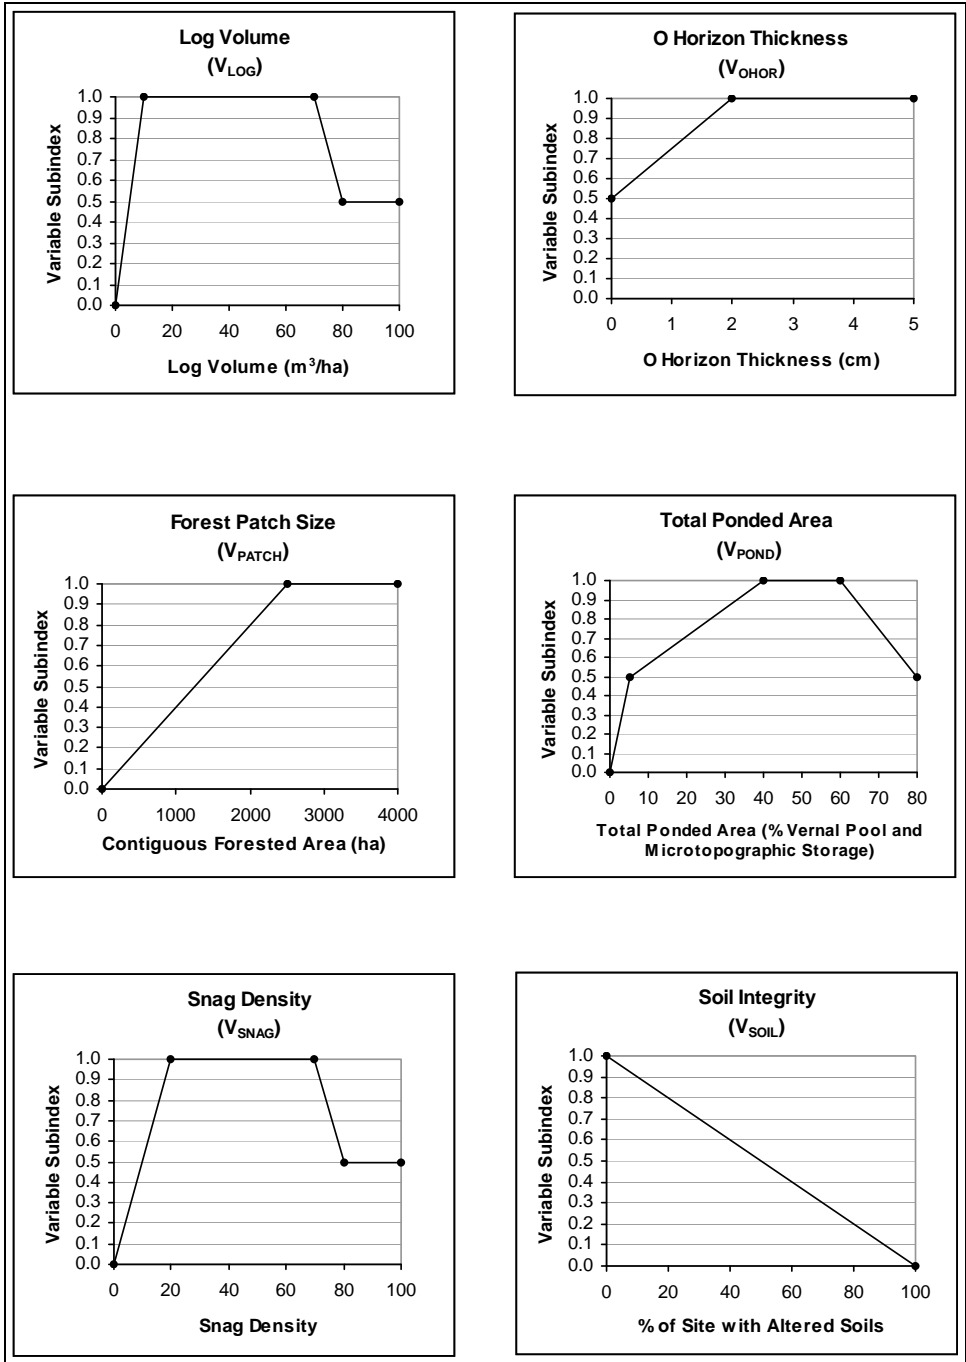 Log Volume
(V_LOG)
Variable Subindex
1.0
0.9
0.8
0.7
0.6
0.5
0.4
0.3
0.2
0.1
0.0
0 20 40 60 80 100
Log Volume (m³/ha)
O Horizon Thickness
(V_OHOR)
Variable Subindex
1.0
0.9
0.8
0.7
0.6
0.5
0.4
0.3
0.2
0.1
0.0
0 1 2 3 4 5
O Horizon Thickness (cm)
Forest Patch Size
(V_PATCH)
Variable Subindex
1.0
0.9
0.8
0.7
0.6
0.5
0.4
0.3
0.2
0.1
0.0
0 1000 2000 3000 4000
Contiguous Forested Area (ha)
Total Ponded Area
(V_POND)
Variable Subindex
1.0
0.9
0.8
0.7
0.6
0.5
0.4
0.3
0.2
0.1
0.0
0 10 20 30 40 50 60 70 80
Total Ponded Area (% Vernal Pool and
Microtopographic Storage)
Snag Density
(V_SNAG)
Variable Subindex
1.0
0.9
0.8
0.7
0.6
0.5
0.4
0.3
0.2
0.1
0.0
0 20 40 60 80 100
Snag Density
Soil Integrity
(V_SOIL)
Variable Subindex
1.0
0.9
0.8
0.7
0.6
0.5
0.4
0.3
0.2
0.1
0.0
0 20 40 60 80 100
% of Site with Altered Soils